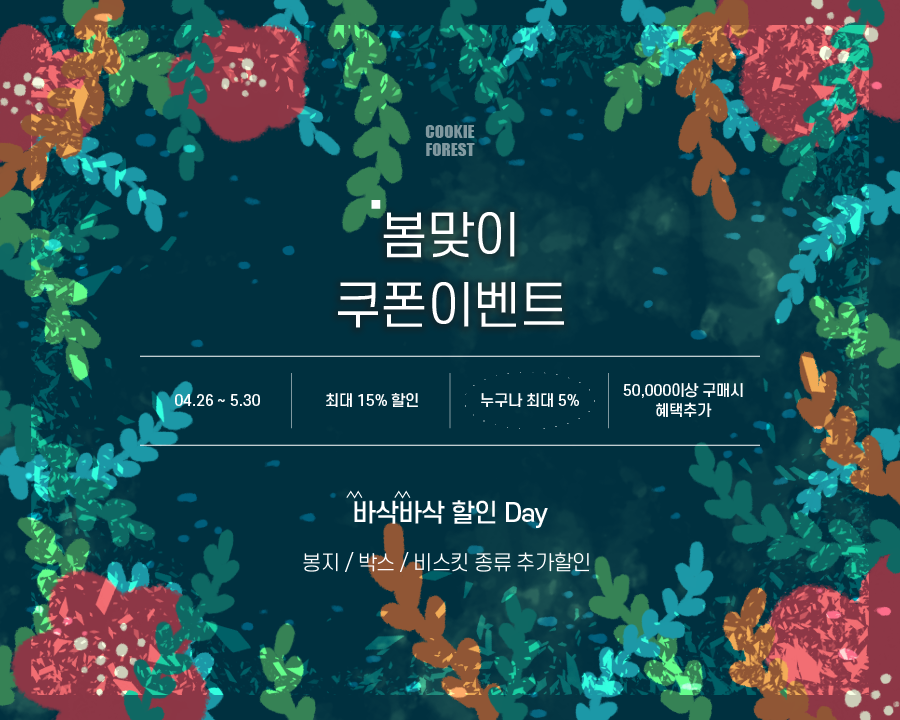 COOKIE
FOREST
봄맞이
쿠폰이벤트
04.26 ~ 5.30
최대 15% 할인
누구나 최대 5%
50,000이상 구매시
혜택추가
바삭바삭 할인 Day
봉지 / 박스 / 비스킷 종류 추가할인